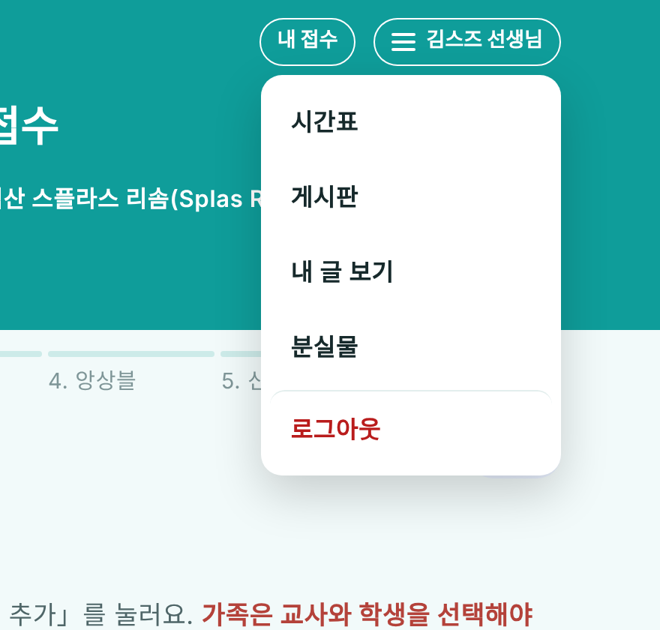 내 접수
김스즈 선생님
접수
산 스플라스 리솜(Splas R
시간표
게시판
내 글 보기
분실물
로그아웃
4. 앙상블
5.
추가」를 눌러요. 가족은 교사와 학생을 선택해야